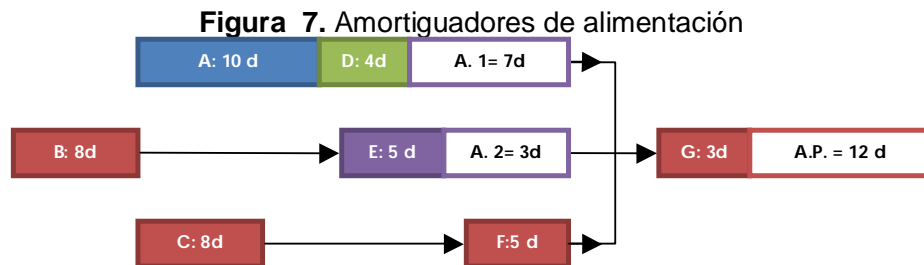 Figura 7. Amortiguadores de alimentación
A: 10 d
D: 4d
A. 1= 7d
B: 8d
E: 5 d
A. 2= 3d
G: 3d
A.P. = 12 d
C: 8d
F:5 d